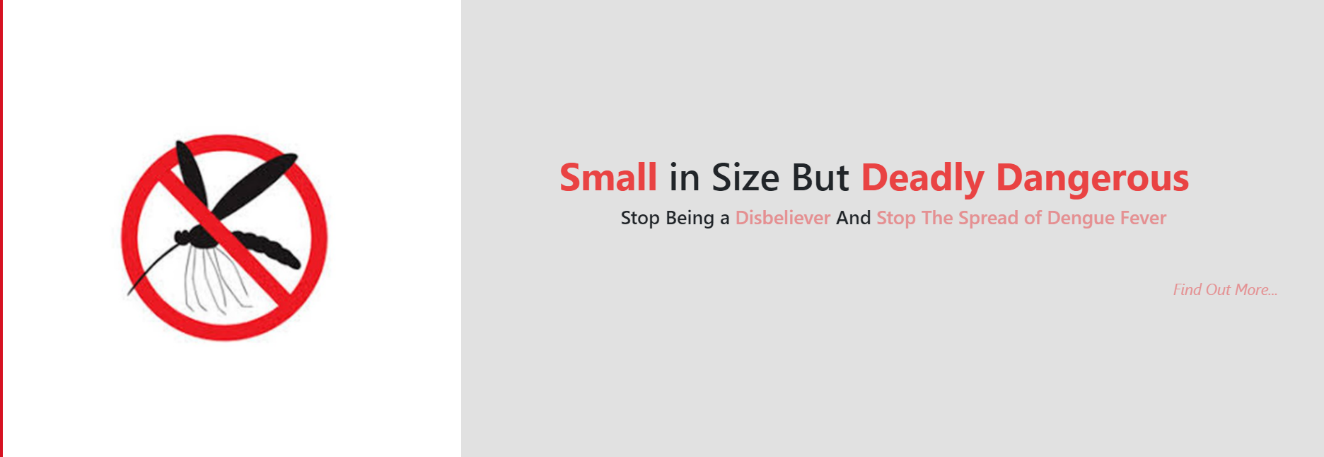 Small in Size But Deadly Dangerous
Stop Being a Disbeliever And Stop The Spread of Dengue Fever
Find Out More...